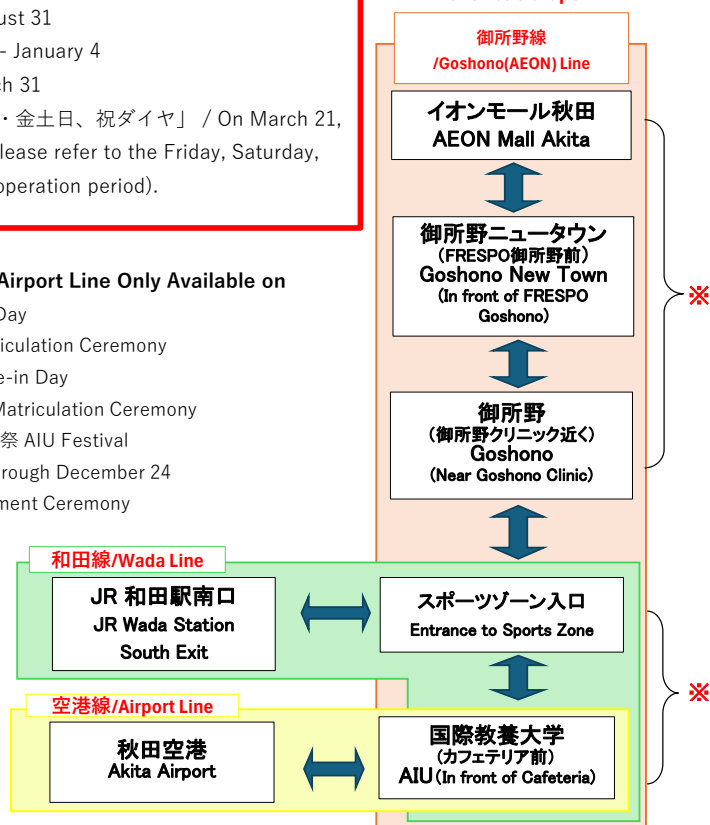 ust 31
- January 4
ch 31
・金土日、祝ダイヤ」 / On March 21,
lease refer to the Friday, Saturday,
operation period).
Airport Line Only Available on
Day
iculation Ceremony
e-in Day
Matriculation Ceremony
祭 AIU Festival
rough December 24
ment Ceremony
御所野線
/Goshono(AEON) Line
イオンモール秋田
AEON Mall Akita
御所野ニュータウン
(FRESPO御所野前)
Goshono New Town
(In front of FRESPO
Goshono)
※
御所野
(御所野クリニック近く)
Goshono
(Near Goshono Clinic)
和田線/Wada Line
JR 和田駅南口
JR Wada Station
South Exit
スポーツゾーン入口
Entrance to Sports Zone
※
空港線/Airport Line
秋田空港
Akita Airport
国際教養大学
(カフェテリア前)
AIU(In front of Cafeteria)